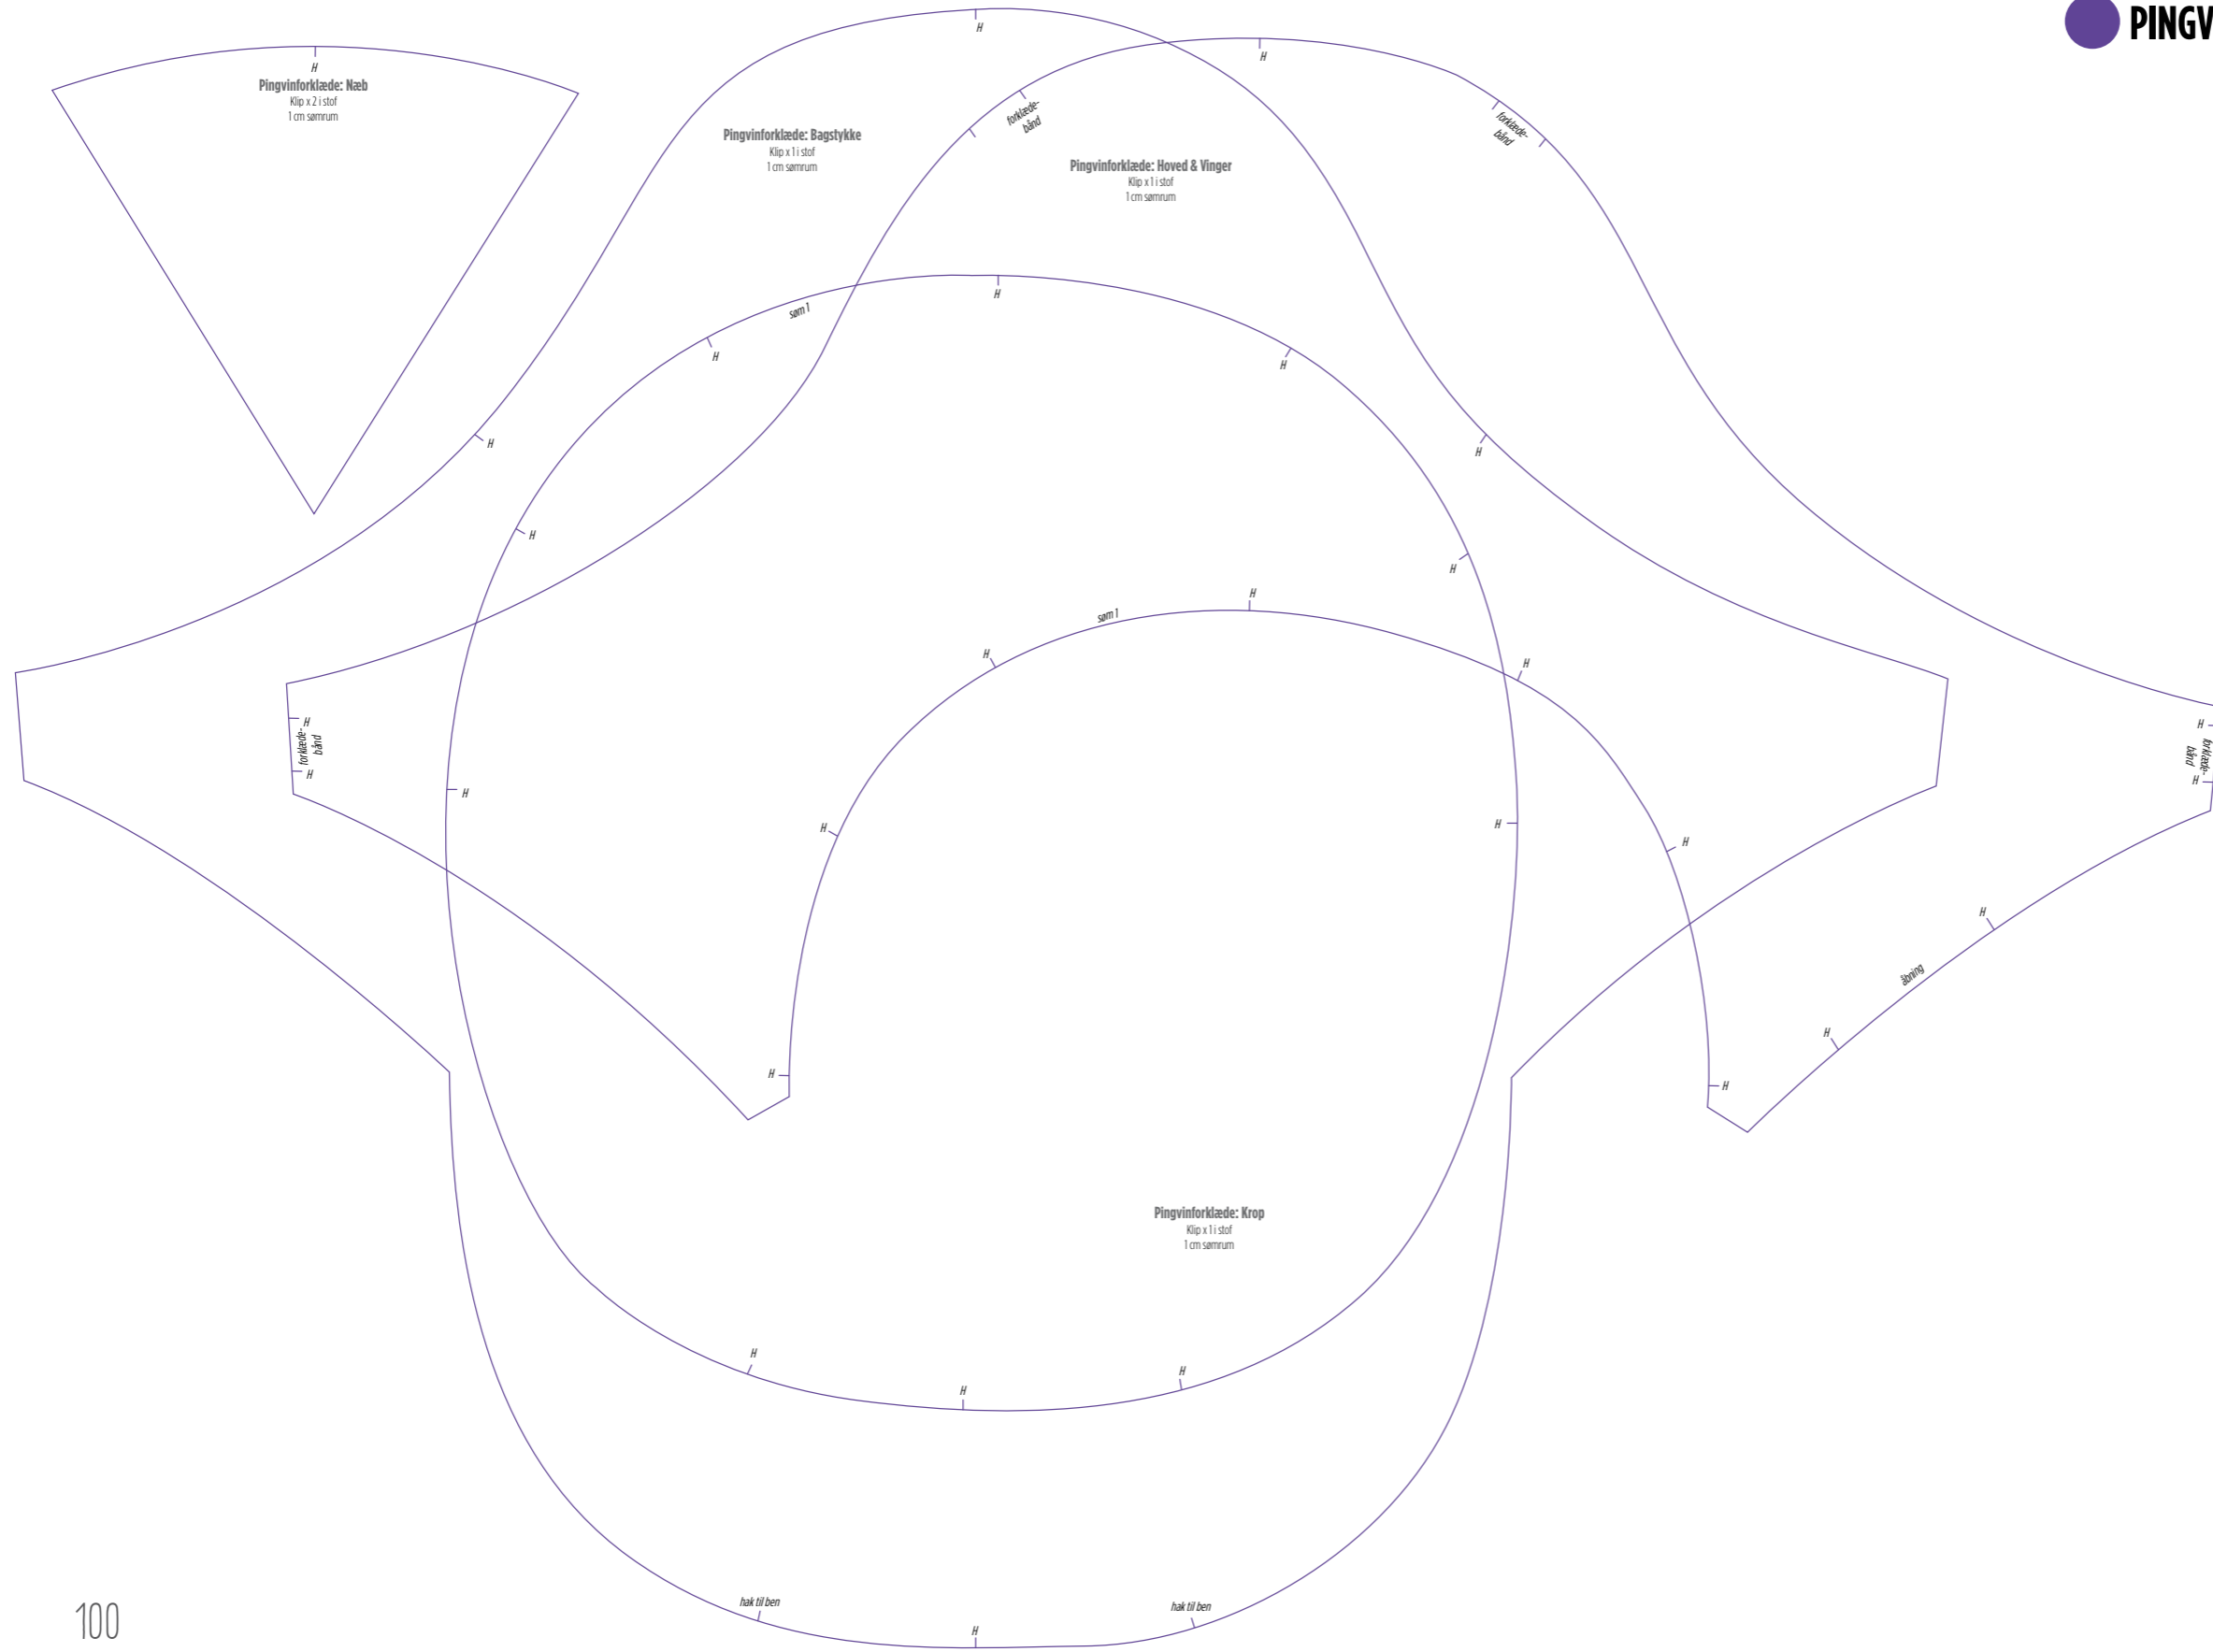 PINGV
H
Pingvinforklæde: Næb
Klip x 2 i stof
1 cm sømrum
H
H
forklæde-
bånd
forklæde-
bånd
Pingvinforklæde: Bagstykke
Klip x 1 i stof
1 cm sømrum
Pingvinforklæde: Hoved & Vinger
Klip x 1 i stof
1 cm sømrum
H
søm 1
H
H
H
H
H
H
H
søm 1
H
H
H
H
forklæde-
bånd
H
H
forklæde-
bånd
H
H
H
H
H
H
åbning
H
H
H
Pingvinforklæde: Krop
Klip x 1 i stof
1 cm sømrum
H
H
H
hak til ben
hak til ben
H
100